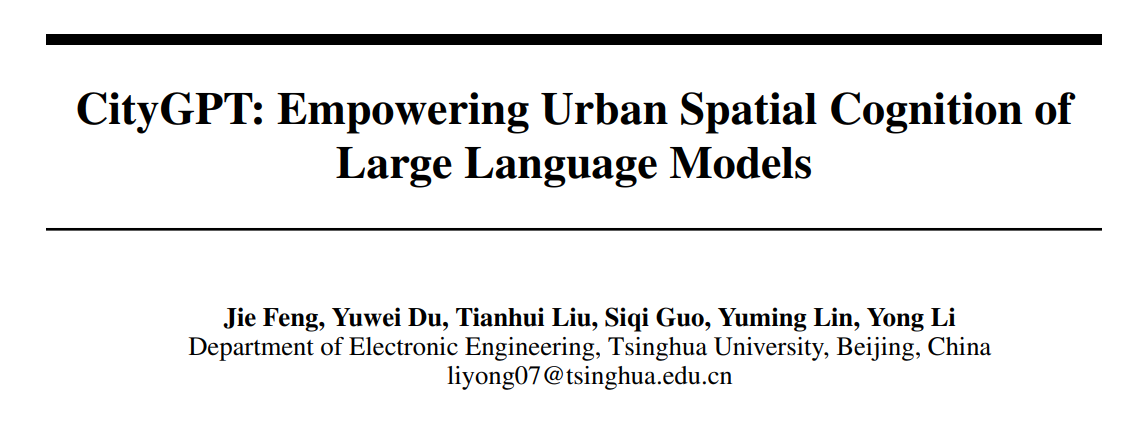 CityGPT: Empowering Urban Spatial Cognition of
Large Language Models
Jie Feng, Yuwei Du, Tianhui Liu, Siqi Guo, Yuming Lin, Yong Li
Department of Electronic Engineering, Tsinghua University, Beijing, China
liyong07@tsinghua.edu.cn